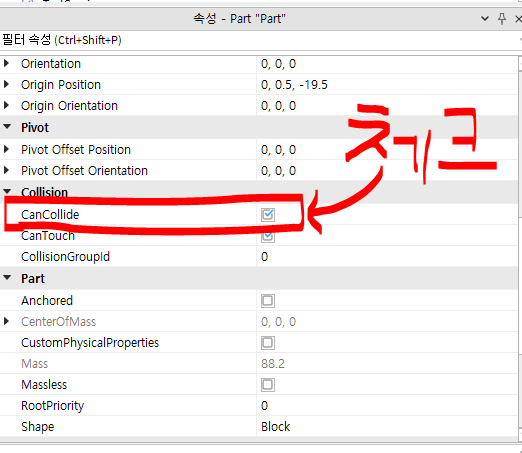 속성 - Part "Part"
필터 속성 (Ctrl+Shift+P)
Orientation 0, 0, 0
Origin Position 0, 0.5, -19.5
Origin Orientation 0, 0, 0
Pivot
Pivot Offset Position 0, 0, 0
Pivot Offset Orientation 0, 0, 0
체크
Collision
CanCollide
CanTouch
CollisionGroupId 0
Part
Anchored
CenterOfMass 0, 0, 0
CustomPhysicalProperties
Mass 88.2
Massless
RootPriority 0
Shape Block